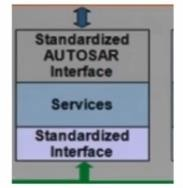 Standardized
AUTOSAR
Interface
Services
Standardized
Interface